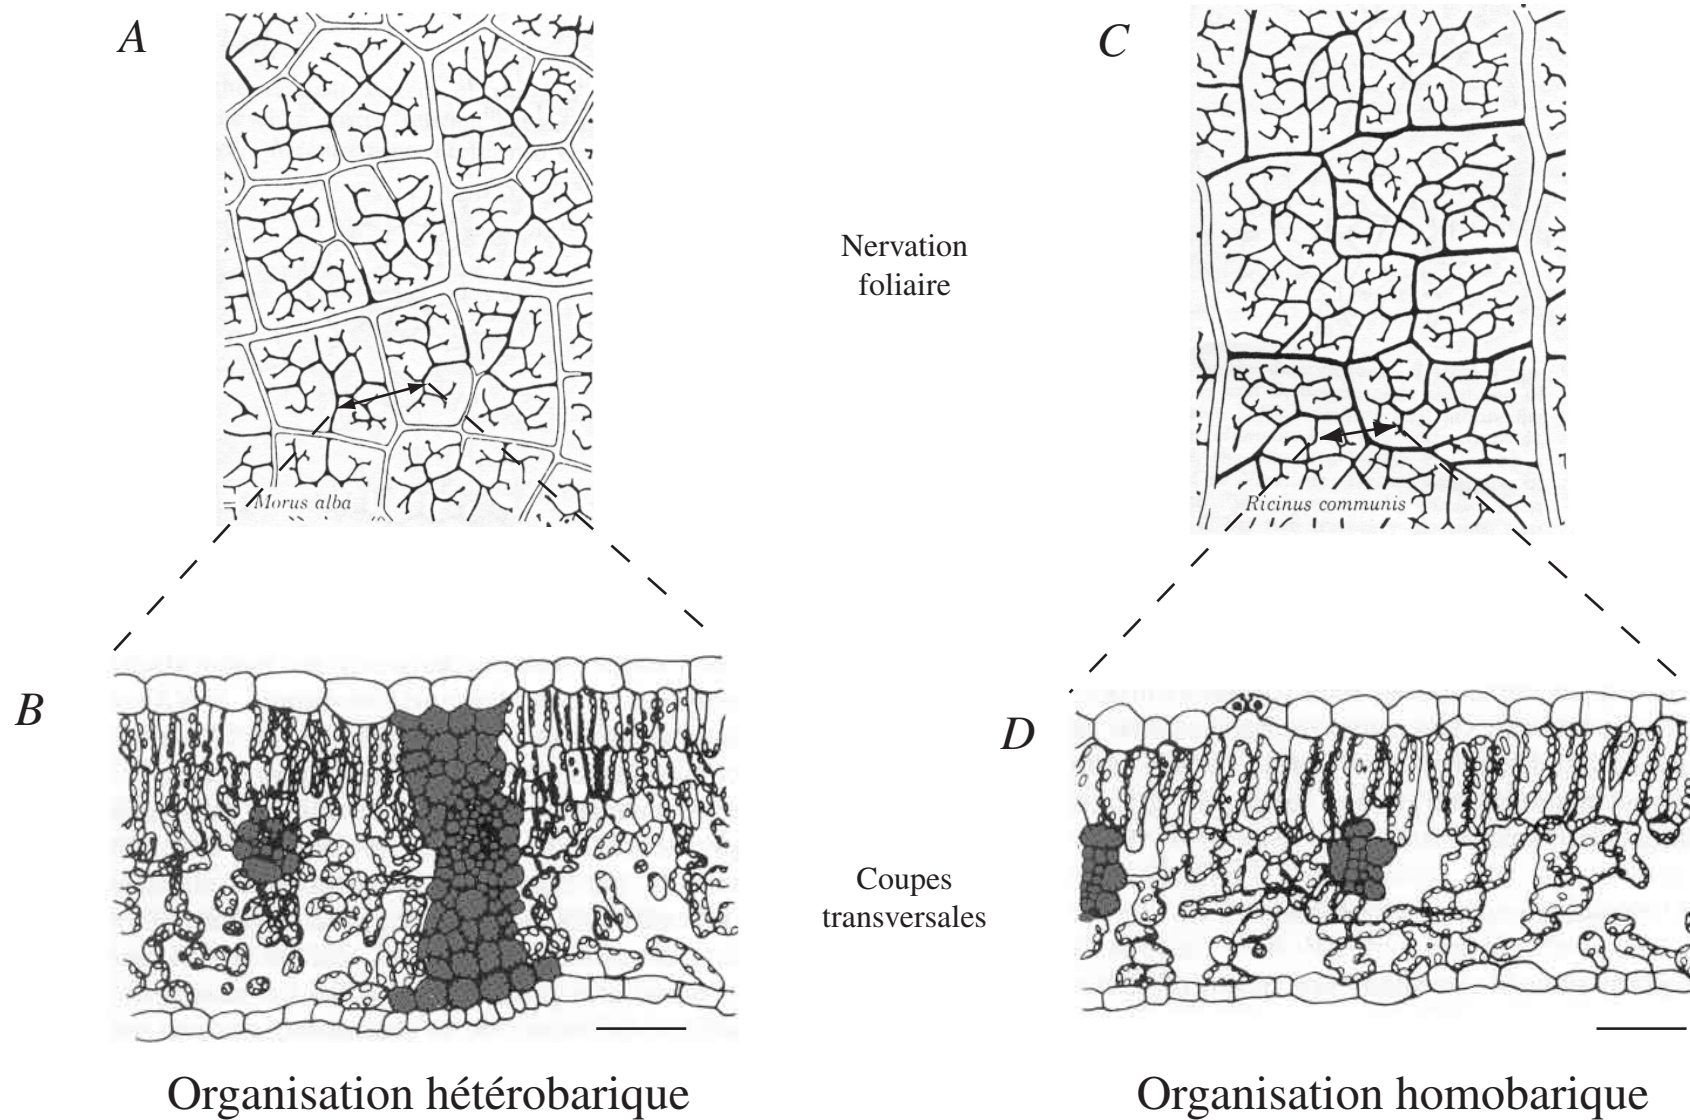 A
C
Nervation
foliaire
Morus alba
Ricinus communis
B
D
Coupes
transversales
Organisation hétérobarique
Organisation homobarique